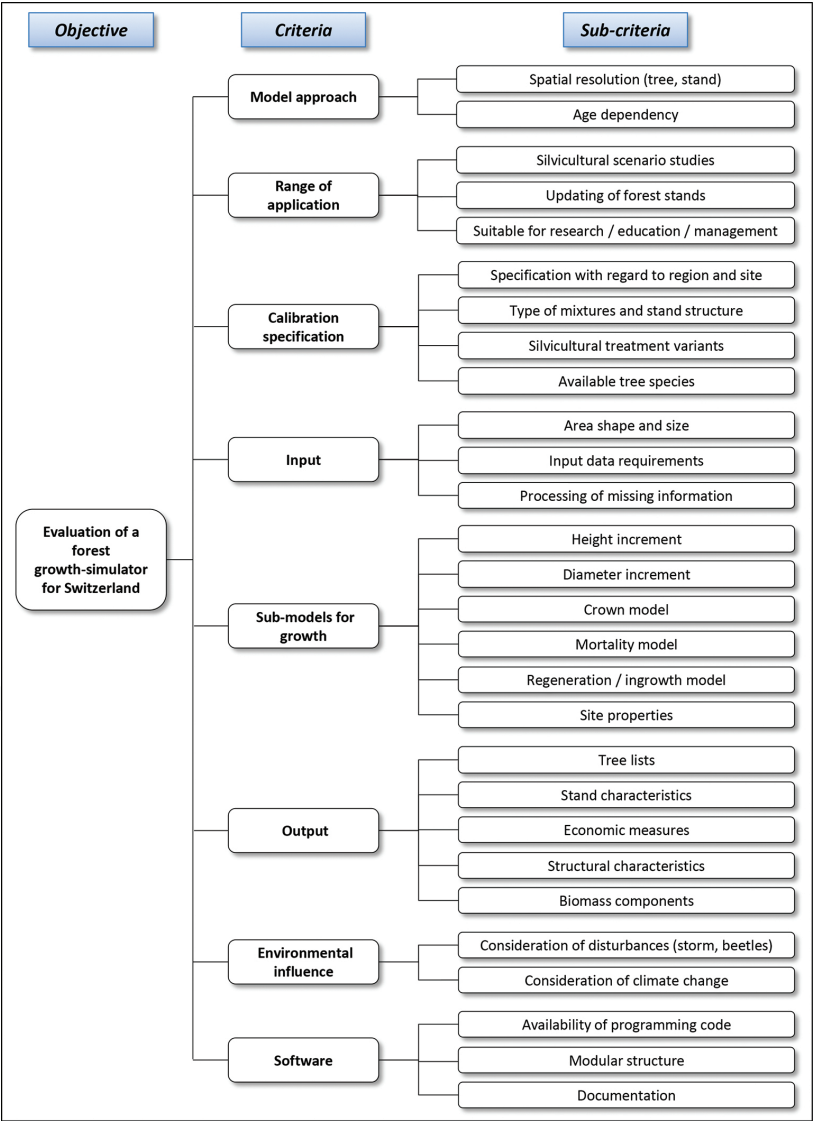 Objective
Criteria
Sub-criteria
Evaluation of a
forest
growth-simulator
for Switzerland
Model approach
Spatial resolution (tree, stand)
Age dependency
Range of
application
Silvicultural scenario studies
Updating of forest stands
Suitable for research / education / management
Calibration
specification
Specification with regard to region and site
Type of mixtures and stand structure
Silvicultural treatment variants
Available tree species
Input
Area shape and size
Input data requirements
Processing of missing information
Sub-models for
growth
Height increment
Diameter increment
Crown model
Mortality model
Regeneration / ingrowth model
Site properties
Output
Tree lists
Stand characteristics
Economic measures
Structural characteristics
Biomass components
Environmental
influence
Consideration of disturbances (storm, beetles)
Consideration of climate change
Software
Availability of programming code
Modular structure
Documentation